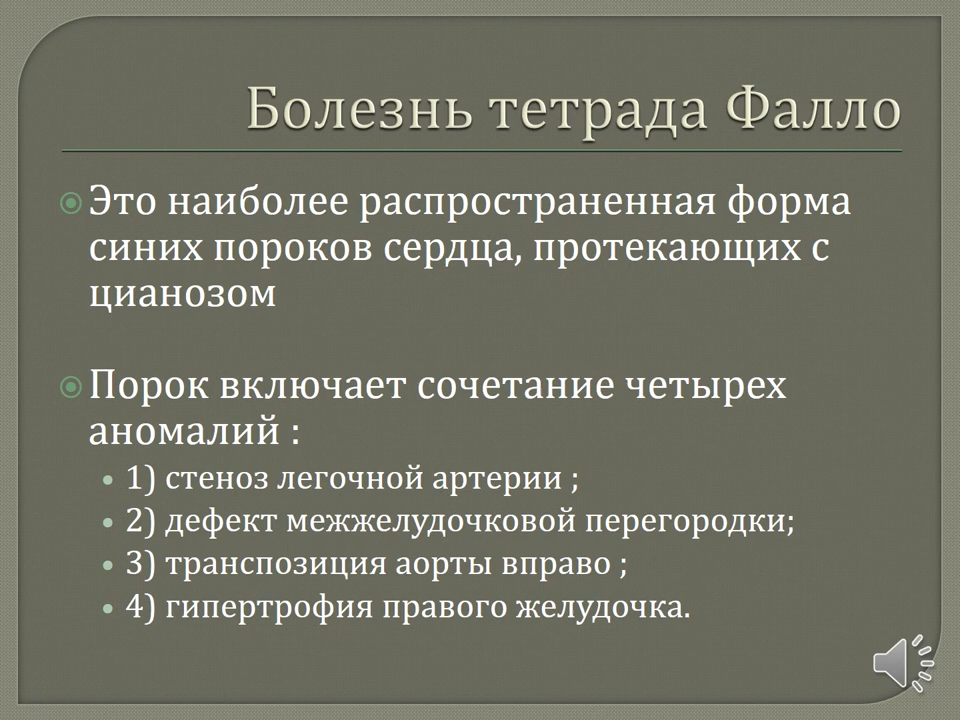 Болезнь тетрада Фалло
Это наиболее распространенная форма
синих пороков сердца, протекающих с
цианозом
Порок включает сочетание четырех
аномалий :
1) стеноз легочной артерии ;
2) дефект межжелудочковой перегородки;
3) транспозиция аорты вправо ;
4) гипертрофия правого желудочка.